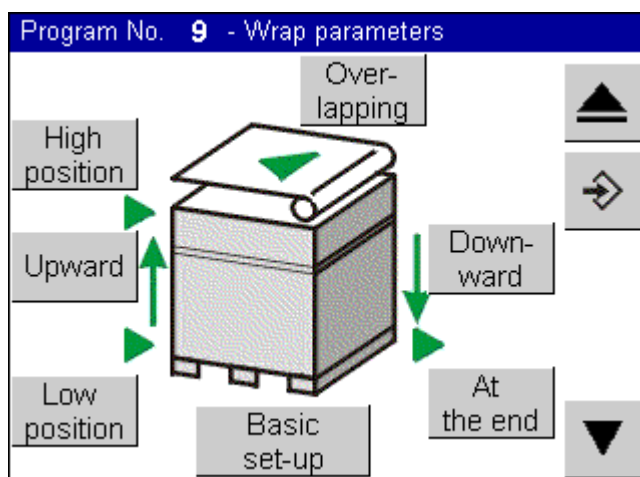 Program No. 9 - Wrap parameters
Over-
lapping
High
position
Upward
Down-
ward
Low
position
At
the end
Basic
set-up